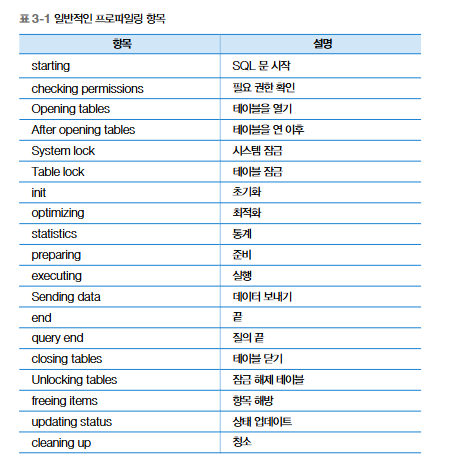 표 3-1 일반적인 프로파일링 항목
항목 설명
starting SQL 문 시작
checking permissions 필요 권한 확인
Opening tables 테이블을 열기
After opening tables 테이블을 연 이후
System lock 시스템 잠금
Table lock 테이블 잠금
init 초기화
optimizing 최적화
statistics 통계
preparing 준비
executing 실행
Sending data 데이터 보내기
end 끝
query end 질의 끝
closing tables 테이블 닫기
Unlocking tables 잠금 해제 테이블
freeing items 항목 해방
updating status 상태 업데이트
cleaning up 청소